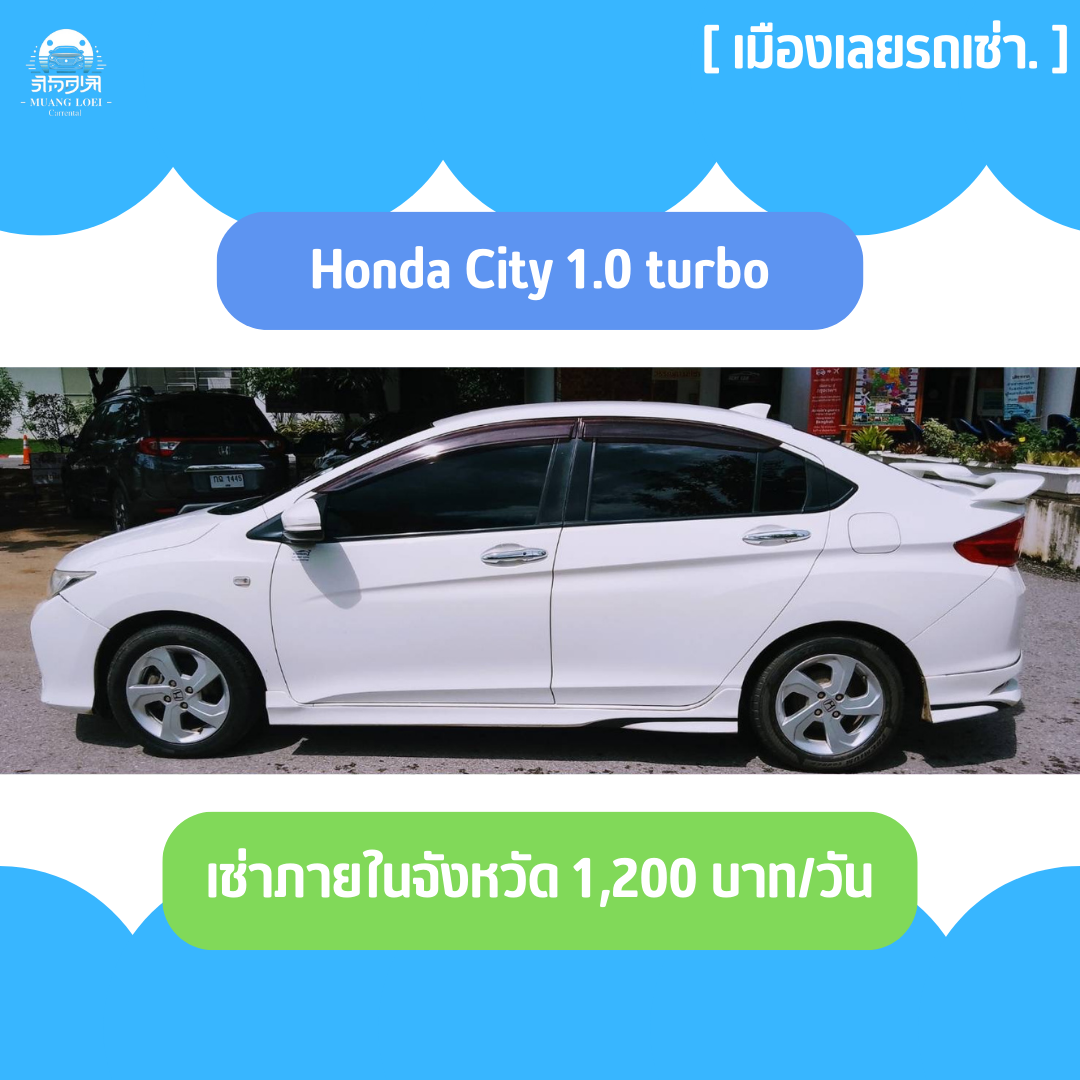 [ เมืองเลยรถเช่า. ]
- MUANG LOEI -
Carrental
Honda City 1.0 turbo
เช่าภายในจังหวัด 1,200 บาท/วัน